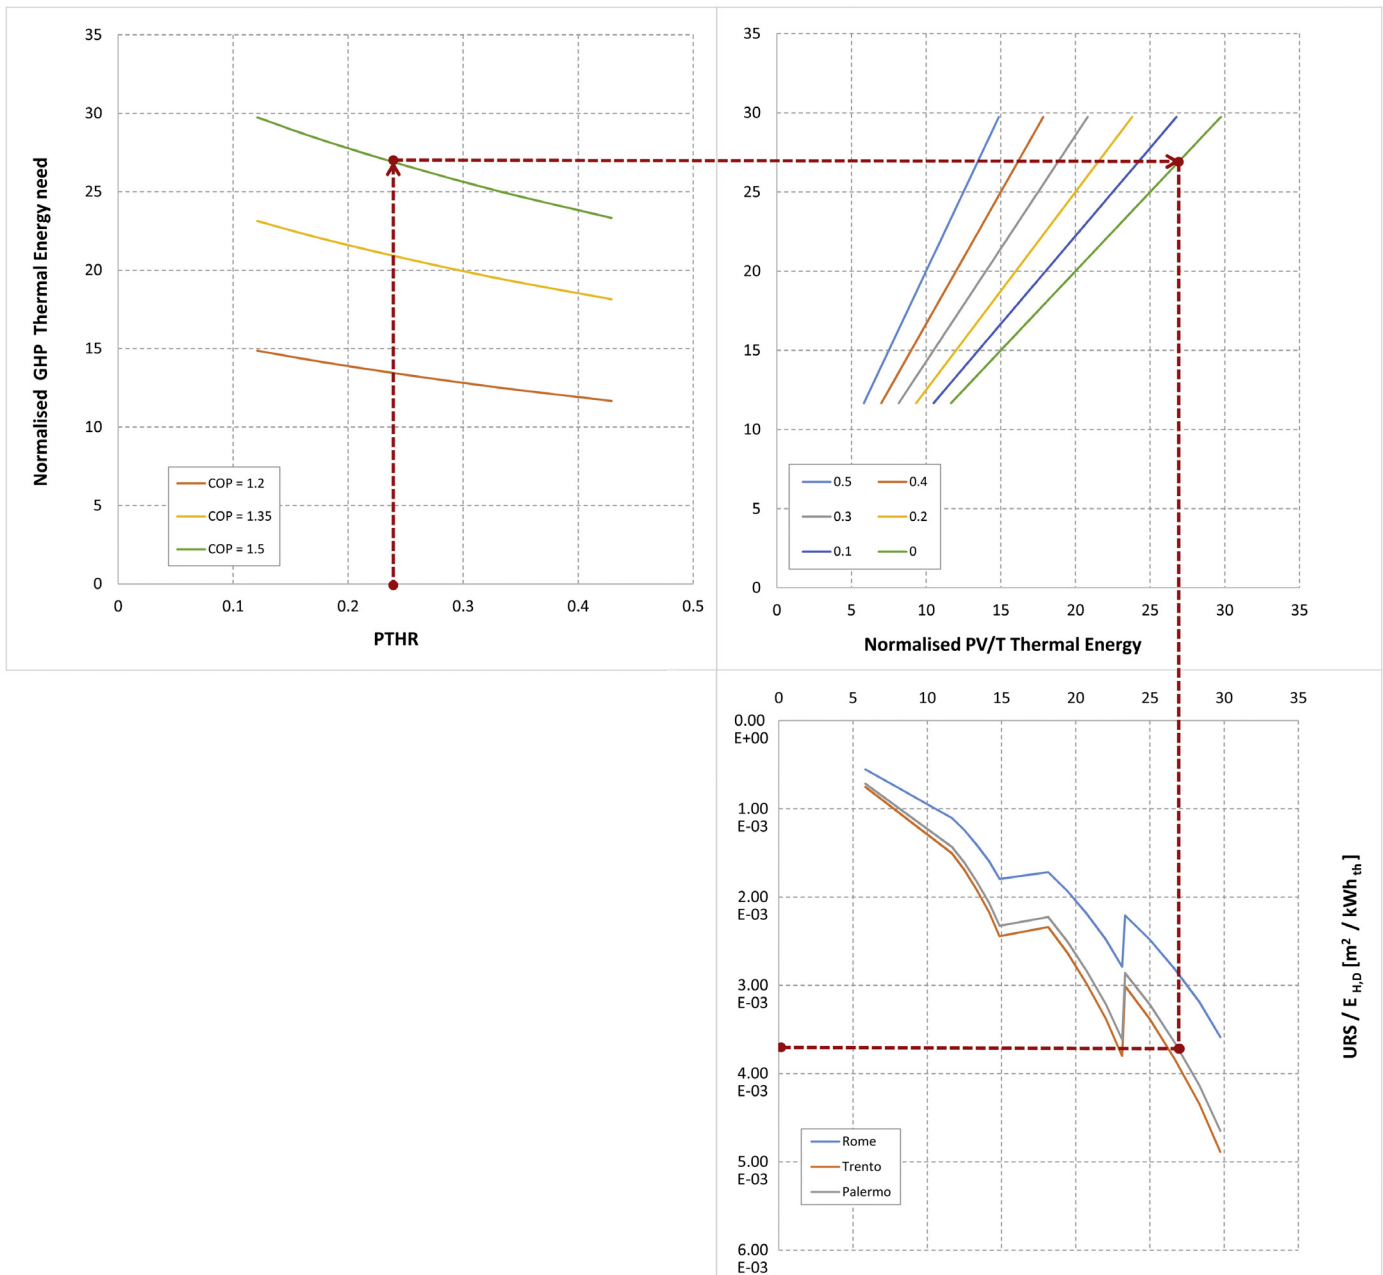 Normalised GHP Thermal Energy need
35
30
25
20
15
10
5
0
COP = 1.2
COP = 1.35
COP = 1.5
0 0.1 0.2 0.3 0.4 0.5
PTHR
35
30
25
20
15
10
5
0
0.5 0.4
0.3 0.2
0.1 0
0 5 10 15 20 25 30 35
Normalised PV/T Thermal Energy
0 5 10 15 20 25 30 35
0.00
E+00
1.00
E-03
2.00
E-03
3.00
E-03
4.00
E-03
5.00
E-03
6.00
E-03
Rome
Trento
Palermo
URS / E H,D [m² / kWh th]